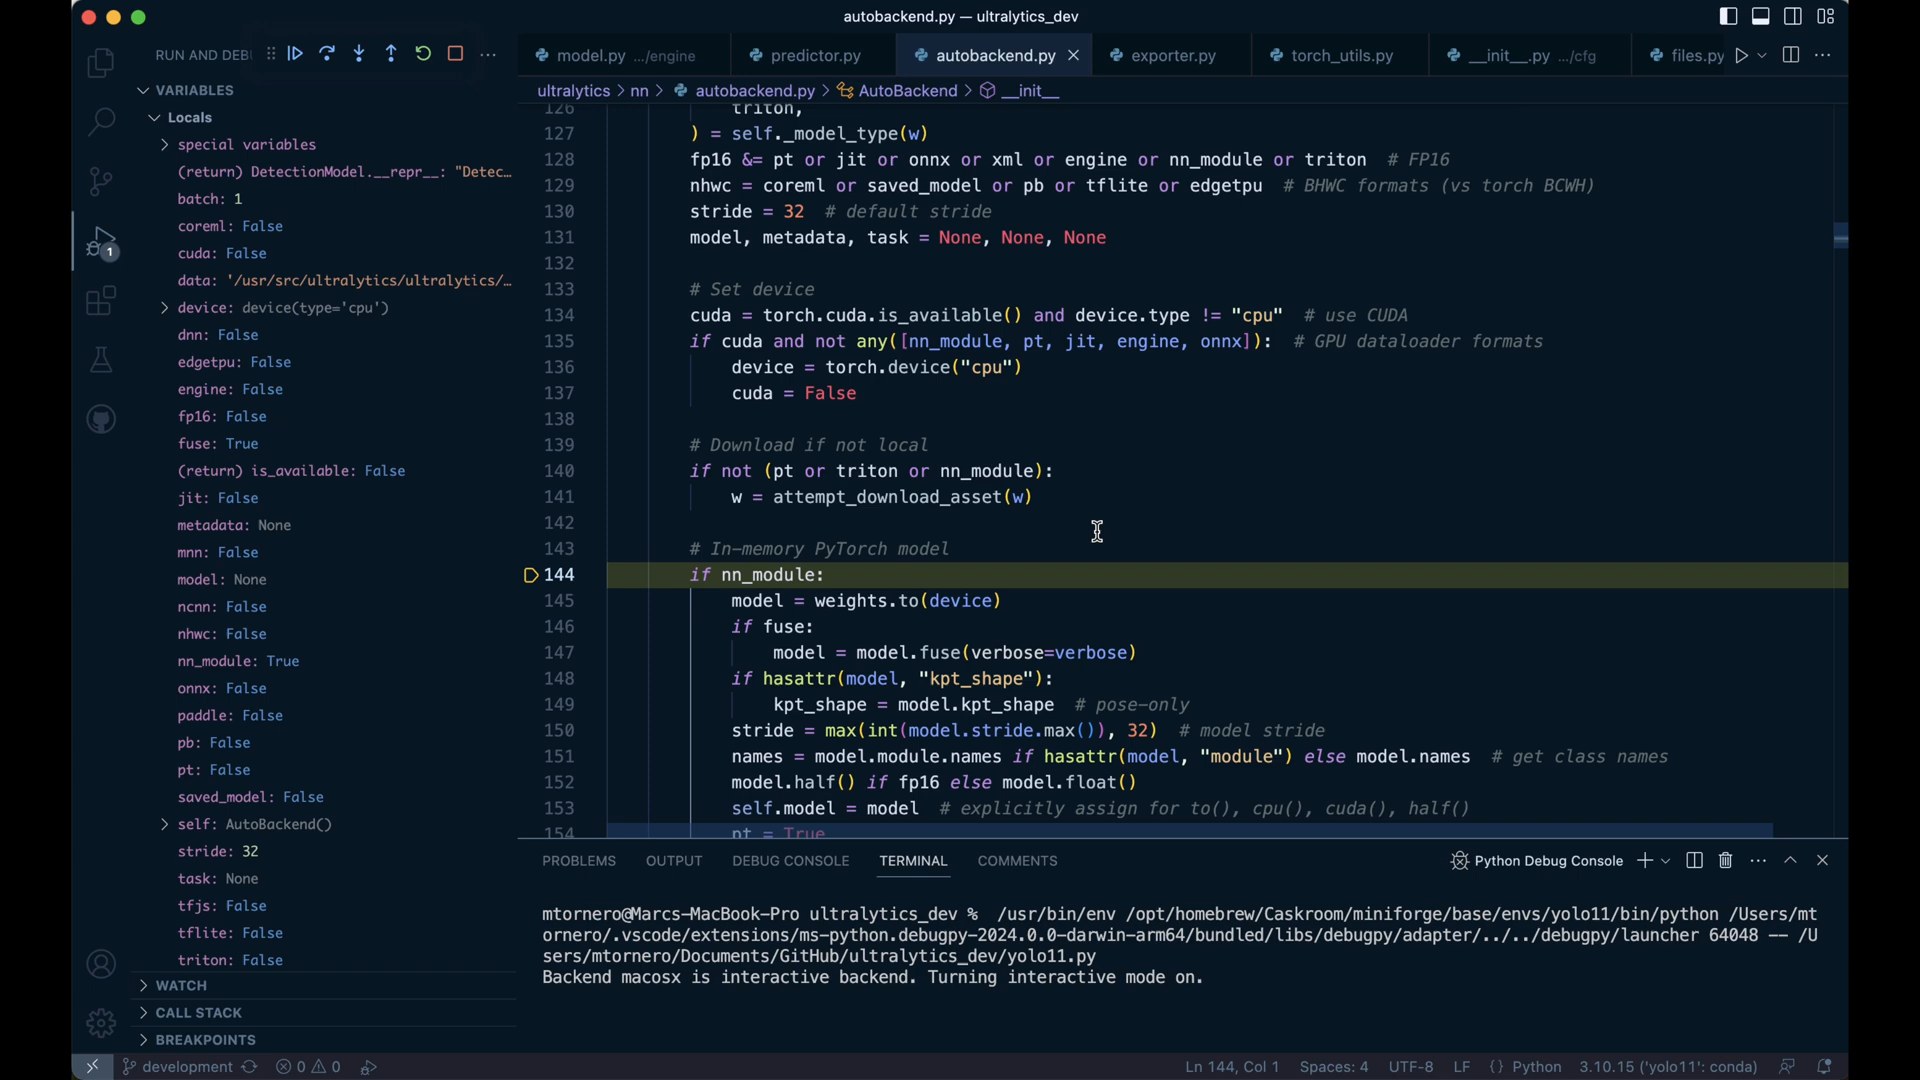 autobackend.py — ultralytics_dev
RUN AND DEBU
model.py .../engine
predictor.py
autobackend.py
exporter.py
torch_utils.py
__init__.py .../cfg
files.py
VARIABLES
ultralytics > nn > autobackend.py > AutoBackend > __init__
Locals
special variables
(return) DetectionModel.__repr__: "Detec...
batch: 1
coreml: False
cuda: False
data: '/usr/src/ultralytics/ultralytics/...
device: device(type='cpu')
dnn: False
edgetpu: False
engine: False
fp16: False
fuse: True
(return) is_available: False
jit: False
metadata: None
mnn: False
model: None
ncnn: False
nhwc: False
nn_module: True
onnx: False
paddle: False
pb: False
pt: False
saved_model: False
self: AutoBackend()
stride: 32
task: None
tfjs: False
tflite: False
triton: False
WATCH
CALL STACK
BREAKPOINTS
1
126 triton,
127 ) = self._model_type(w)
128 fp16 &= pt or jit or onnx or xml or engine or nn_module or triton # FP16
129 nhwc = coreml or saved_model or pb or tflite or edgetpu # BHWC formats (vs torch BCWH)
130 stride = 32 # default stride
131 model, metadata, task = None, None, None
132
133 # Set device
134 cuda = torch.cuda.is_available() and device.type != "cpu" # use CUDA
135 if cuda and not any([nn_module, pt, jit, engine, onnx]): # GPU dataloader formats
136 device = torch.device("cpu")
137 cuda = False
138
139 # Download if not local
140 if not (pt or triton or nn_module):
141 w = attempt_download_asset(w)
142
143 # In-memory PyTorch model
144 if nn_module:
145 model = weights.to(device)
146 if fuse:
147 model = model.fuse(verbose=verbose)
148 if hasattr(model, "kpt_shape"):
149 kpt_shape = model.kpt_shape # pose-only
150 stride = max(int(model.stride.max()), 32) # model stride
151 names = model.module.names if hasattr(model, "module") else model.names # get class names
152 model.half() if fp16 else model.float()
153 self.model = model # explicitly assign for to(), cpu(), cuda(), half()
154 pt = True
PROBLEMS OUTPUT DEBUG CONSOLE TERMINAL COMMENTS
Python Debug Console
mtornero@Marcs-MacBook-Pro ultralytics_dev % /usr/bin/env /opt/homebrew/Caskroom/miniforge/base/envs/yolo11/bin/python /Users/mt
ornero/.vscode/extensions/ms-python.debugpy-2024.0.0-darwin-arm64/bundled/libs/debugpy/adapter/../../debugpy/launcher 64048 -- /U
sers/mtornero/Documents/GitHub/ultralytics_dev/yolo11.py
Backend macosx is interactive backend. Turning interactive mode on.
development 0 0
Ln 144, Col 1 Spaces: 4 UTF-8 LF {} Python 3.10.15 ('yolo11': conda)